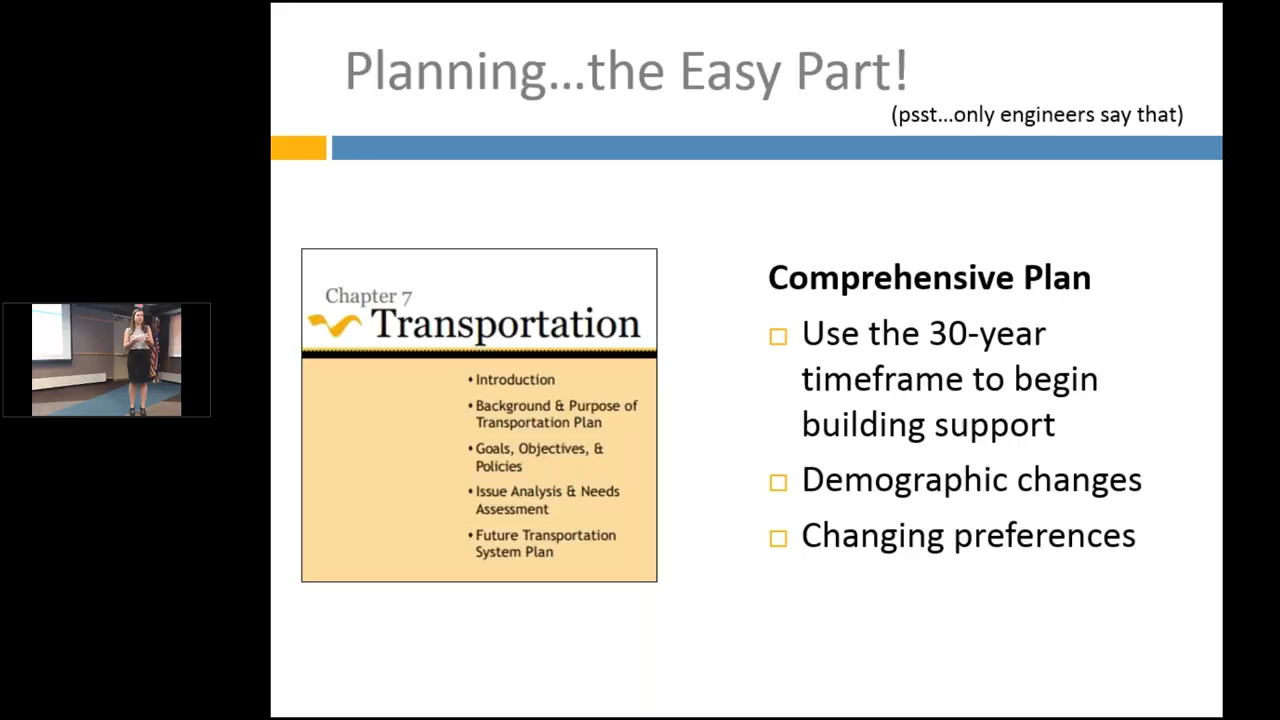 Planning...the Easy Part!
(psst...only engineers say that)
Chapter 7
Transportation
• Introduction
• Background & Purpose of
Transportation Plan
• Goals, Objectives, &
Policies
• Issue Analysis & Needs
Assessment
• Future Transportation
System Plan
Comprehensive Plan
Use the 30-year
timeframe to begin
building support
Demographic changes
Changing preferences